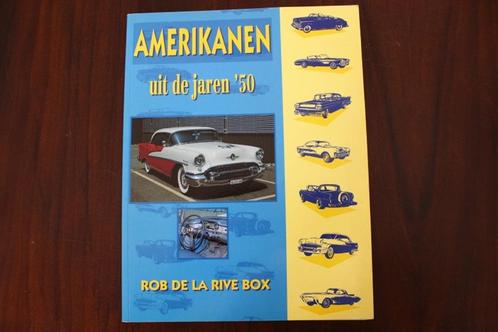 AMERIKANEN
uit de jaren '50
ROB DE LA RIVE BOX